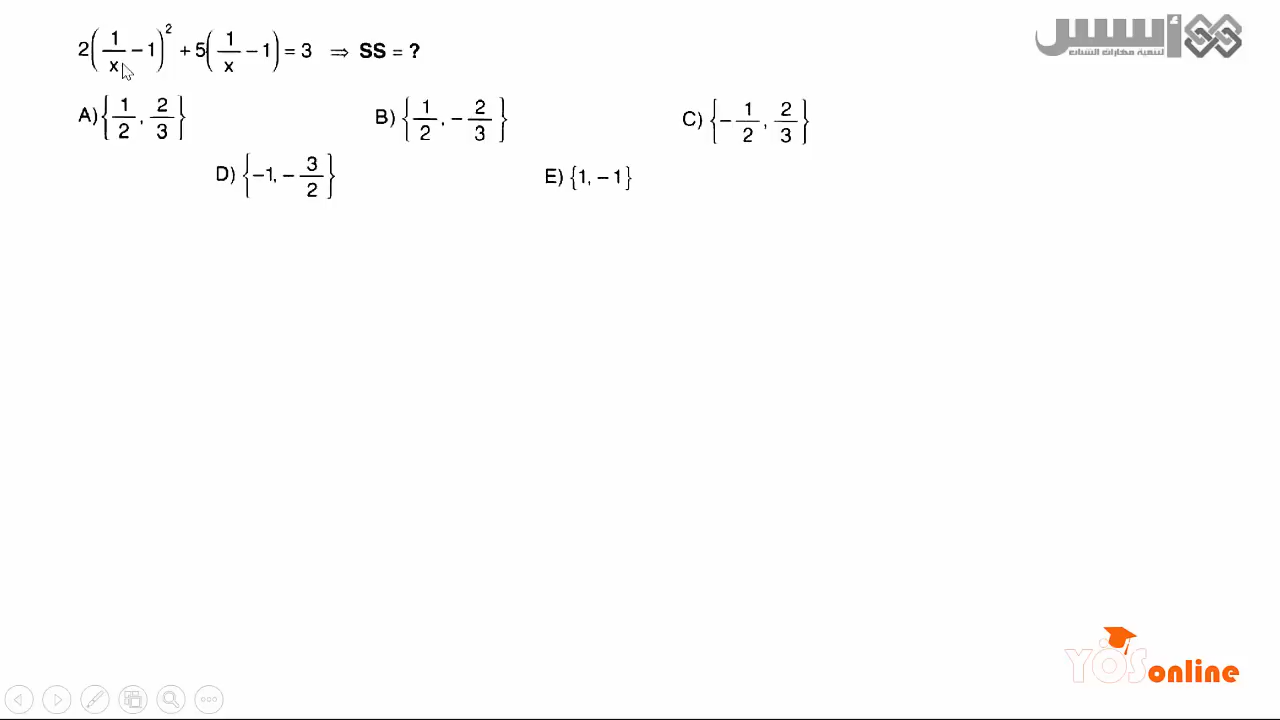 2(1/x − 1)² + 5(1/x − 1) = 3 ⇒ SS = ?
A) {1/2, 2/3} B) {1/2, −2/3} C) {−1/2, 2/3}
D) {−1, −3/2} E) {1, −1}
أسس
لتنمية مهارات الشباب
YÖS online